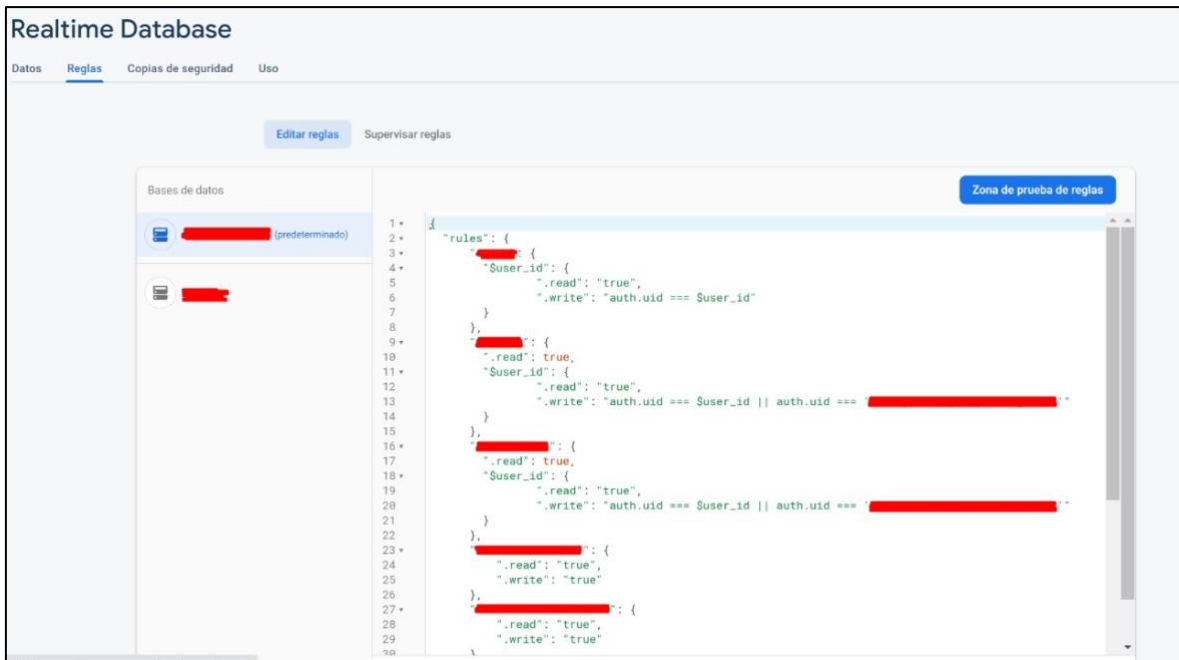 Realtime Database
Datos Reglas Copias de seguridad Uso
Editar reglas Supervisar reglas
Bases de datos
Zona de prueba de reglas
(predeterminado)
1 {
2 "rules": {
3 " ": {
4 "$user_id": {
5 ".read": "true",
6 ".write": "auth.uid === $user_id"
7 }
8 },
9 " ": {
10 ".read": true,
11 "$user_id": {
12 ".read": "true",
13 ".write": "auth.uid === $user_id || auth.uid === ' '"
14 }
15 },
16 " ": {
17 ".read": true,
18 "$user_id": {
19 ".read": "true",
20 ".write": "auth.uid === $user_id || auth.uid === ' '"
21 }
22 },
23 " ": {
24 ".read": "true",
25 ".write": "true"
26 },
27 " ": {
28 ".read": "true",
29 ".write": "true"
30 }